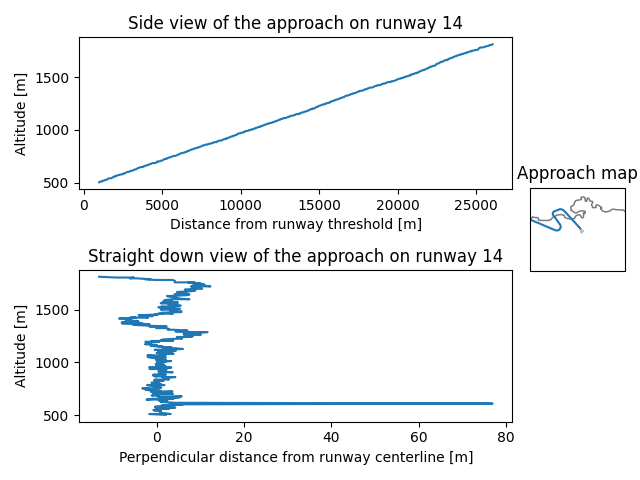 Side view of the approach on runway 14
Altitude [m]
1500
1000
500
0 5000 10000 15000 20000 25000
Distance from runway threshold [m]
Approach map
Straight down view of the approach on runway 14
Altitude [m]
1500
1000
500
0 20 40 60 80
Perpendicular distance from runway centerline [m]